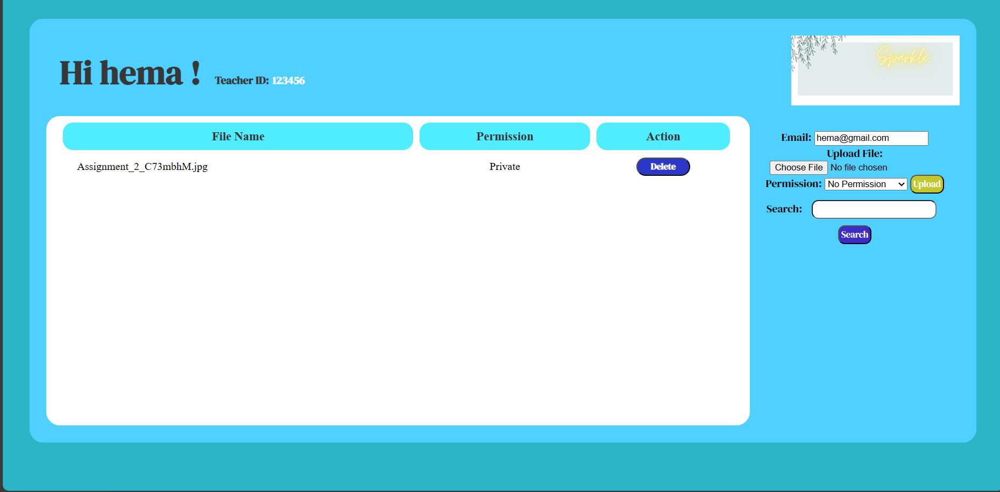 Hi hema !
Teacher ID: 123456
Sparkle
File Name Permission Action
Assignment_2_C73mbhM.jpg Private Delete
Email: hema@gmail.com
Upload File:
Choose File No file chosen
Permission: No Permission Upload
Search:
Search